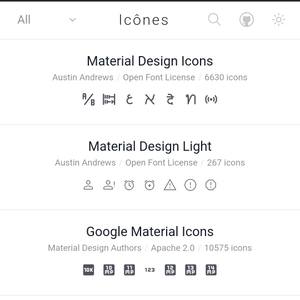 All Icônes
Material Design Icons
Austin Andrews / Open Font License / 6630 icons
Material Design Light
Austin Andrews / Open Font License / 267 icons
Google Material Icons
Material Design Authors / Apache 2.0 / 10575 icons